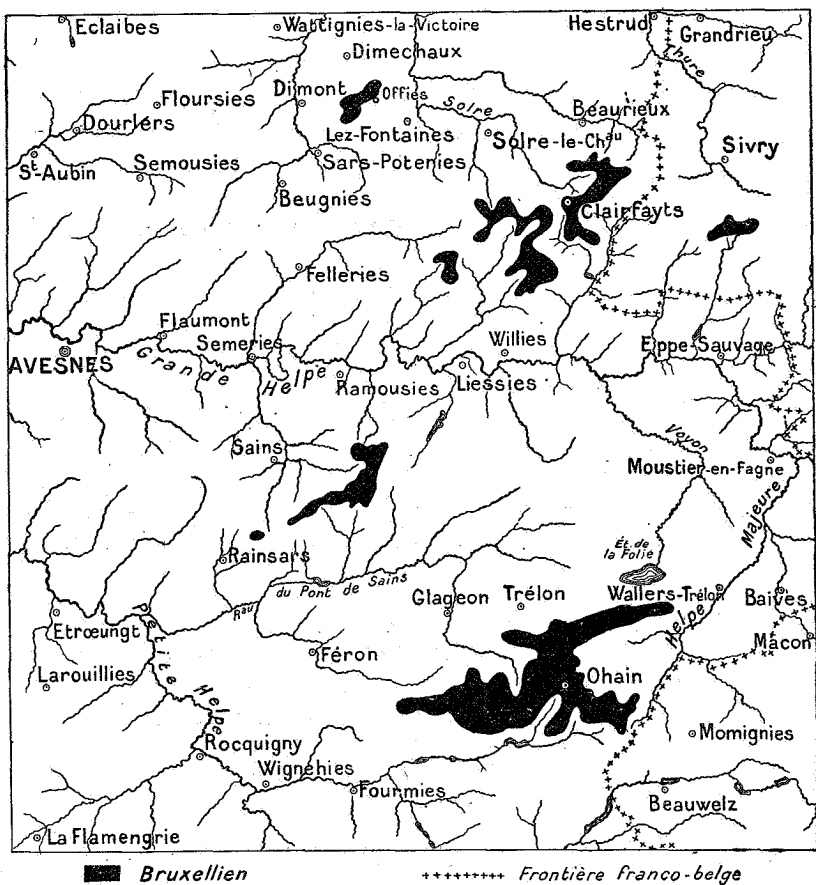 Eclaibes
Wattignies-la-Victoire
Hestrud
Grandrieu
Dimechaux
Thure
Floursies
Dimont
Offies
Solre
Beaurieux
Dourlers
Lez-Fontaines
Solre-le-Chau
Sivry
St Aubin
Semousies
Sars-Poteries
Beugnies
Clairfayts
Felleries
Flaumont
Semeries
Willies
Eppe-Sauvage
AVESNES
Grande Helpe
Ramousies
Liessies
Voyon
Sains
Moustier-en-Fagne
Rainsars
Et. de
la Folie
Helpe Majeure
Rau du Pont de Sains
Glageon
Trélon
Wallers-Trélon
Baives
Etrœungt
Petite Helpe
Mâcon
Féron
Larouillies
Ohain
Rocquigny
Momignies
Wignehies
Fourmies
Beauwelz
La Flamengrie
Bruxellien
Frontière franco-belge